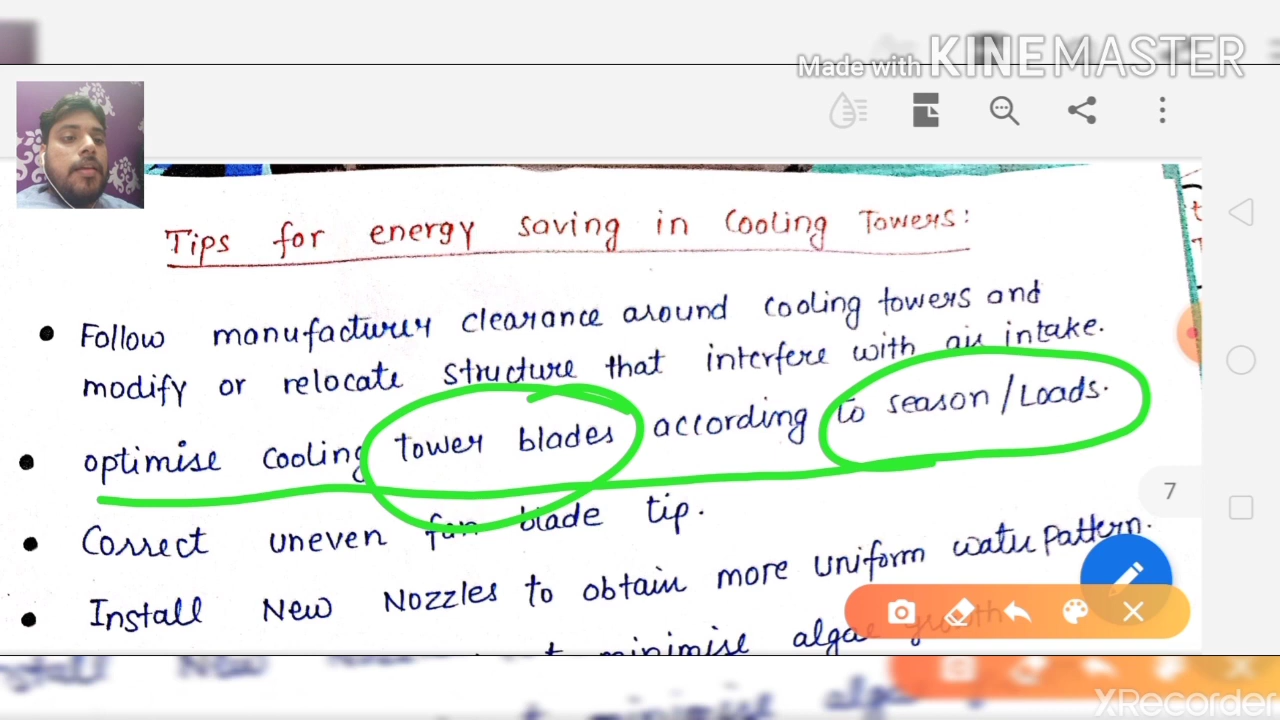 Made with KINEMASTER
Tips for energy saving in Cooling Towers:
Follow manufacturer clearance around cooling towers and
modify or relocate structure that interfere with air intake.
optimise cooling tower blades according to season/Loads.
7
Correct uneven fan blade tip.
Install New Nozzles to obtain more uniform water pattern.
minimise algae growth
XRecorder